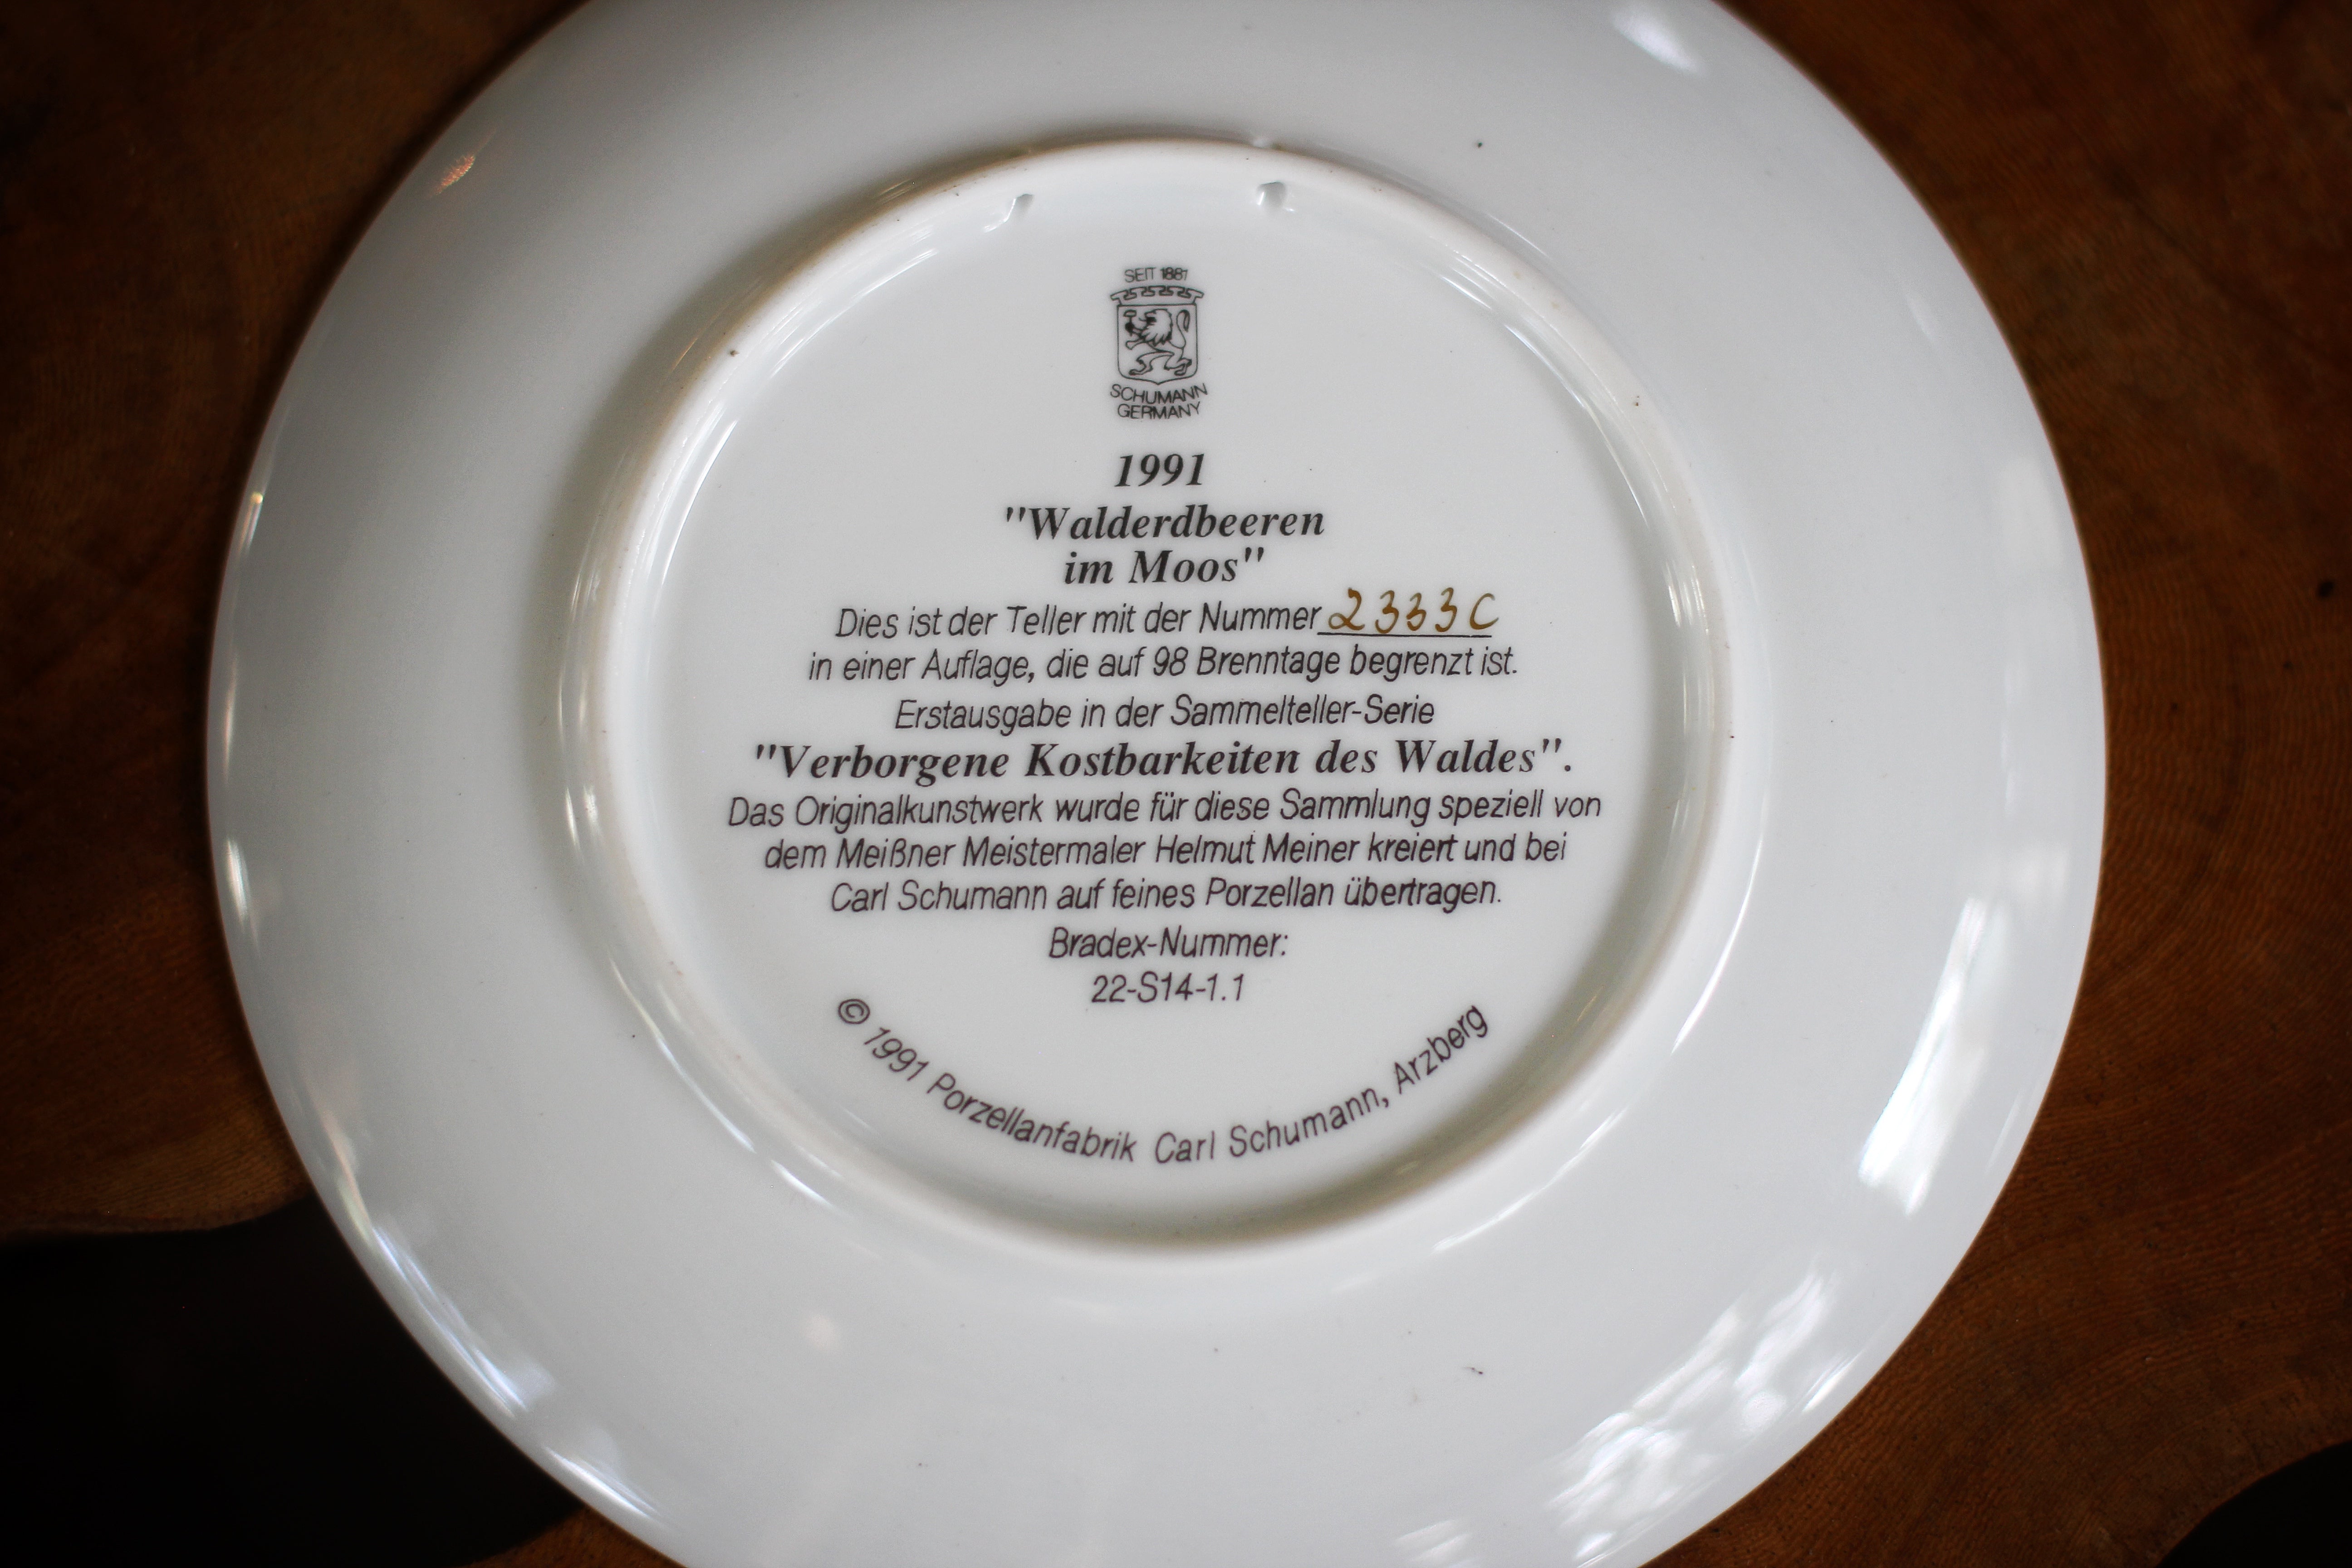 SEIT 1881
SCHUMANN
GERMANY
1991
"Walderdbeeren
im Moos"
Dies ist der Teller mit der Nummer 2333C
in einer Auflage, die auf 98 Brenntage begrenzt ist.
Erstausgabe in der Sammelteller-Serie
"Verborgene Kostbarkeiten des Waldes".
Das Originalkunstwerk wurde für diese Sammlung speziell von
dem Meißner Meistermaler Helmut Meiner kreiert und bei
Carl Schumann auf feines Porzellan übertragen.
Bradex-Nummer:
22-S14-1.1
© 1991 Porzellanfabrik Carl Schumann, Arzberg